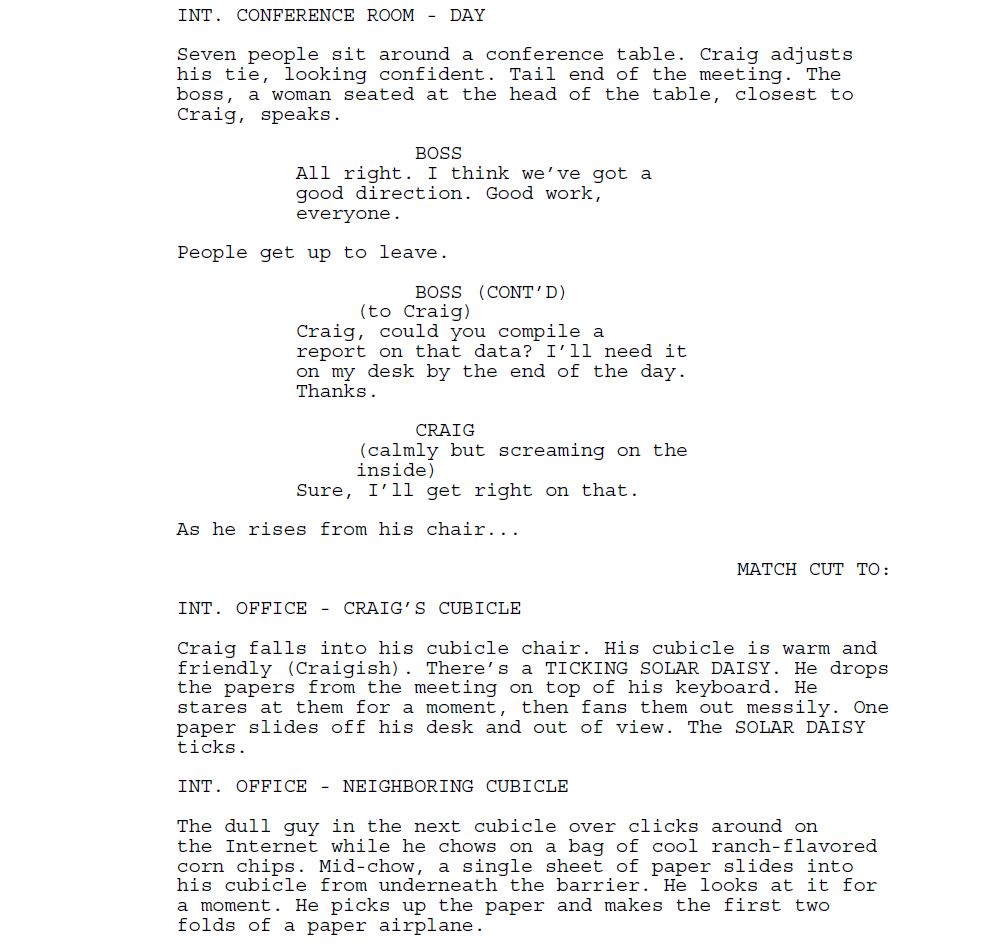 INT. CONFERENCE ROOM - DAY
Seven people sit around a conference table. Craig adjusts
his tie, looking confident. Tail end of the meeting. The
boss, a woman seated at the head of the table, closest to
Craig, speaks.
BOSS
All right. I think we’ve got a
good direction. Good work,
everyone.
People get up to leave.
BOSS (CONT’D)
(to Craig)
Craig, could you compile a
report on that data? I’ll need it
on my desk by the end of the day.
Thanks.
CRAIG
(calmly but screaming on the
inside)
Sure, I’ll get right on that.
As he rises from his chair...
MATCH CUT TO:
INT. OFFICE - CRAIG’S CUBICLE
Craig falls into his cubicle chair. His cubicle is warm and
friendly (Craigish). There’s a TICKING SOLAR DAISY. He drops
the papers from the meeting on top of his keyboard. He
stares at them for a moment, then fans them out messily. One
paper slides off his desk and out of view. The SOLAR DAISY
ticks.
INT. OFFICE - NEIGHBORING CUBICLE
The dull guy in the next cubicle over clicks around on
the Internet while he chows on a bag of cool ranch-flavored
corn chips. Mid-chow, a single sheet of paper slides into
his cubicle from underneath the barrier. He looks at it for
a moment. He picks up the paper and makes the first two
folds of a paper airplane.